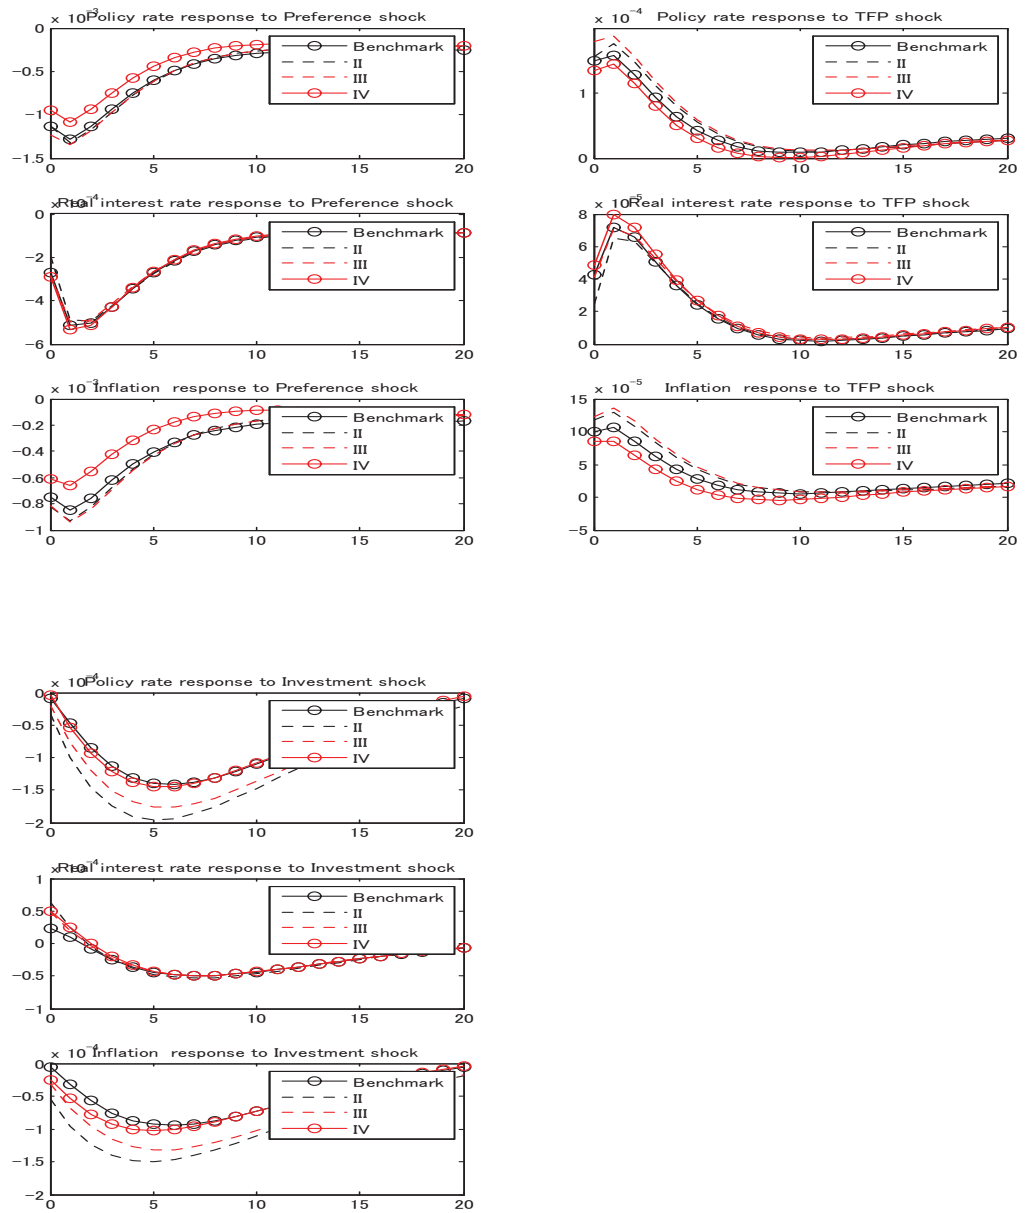 x 10^-3
Policy rate response to Preference shock
0
-0.5
-1
-1.5
Benchmark
II
III
IV
0 5 10 15 20
x 10^-4
Policy rate response to TFP shock
1
0
Benchmark
II
III
IV
0 5 10 15 20
x 10^-4
Real interest rate response to Preference shock
0
-2
-4
-6
Benchmark
II
III
IV
0 5 10 15 20
x 10^-5
Real interest rate response to TFP shock
8
6
4
2
0
Benchmark
II
III
IV
0 5 10 15 20
x 10^-3
Inflation response to Preference shock
0
-0.2
-0.4
-0.6
-0.8
-1
Benchmark
II
III
IV
0 5 10 15 20
x 10^-5
Inflation response to TFP shock
15
10
5
0
-5
Benchmark
II
III
IV
0 5 10 15 20
x 10^-4
Policy rate response to Investment shock
0
-0.5
-1
-1.5
-2
Benchmark
II
III
IV
0 5 10 15 20
x 10^-4
Real interest rate response to Investment shock
1
0.5
0
-0.5
-1
Benchmark
II
III
IV
0 5 10 15 20
x 10^-4
Inflation response to Investment shock
0
-0.5
-1
-1.5
-2
Benchmark
II
III
IV
0 5 10 15 20